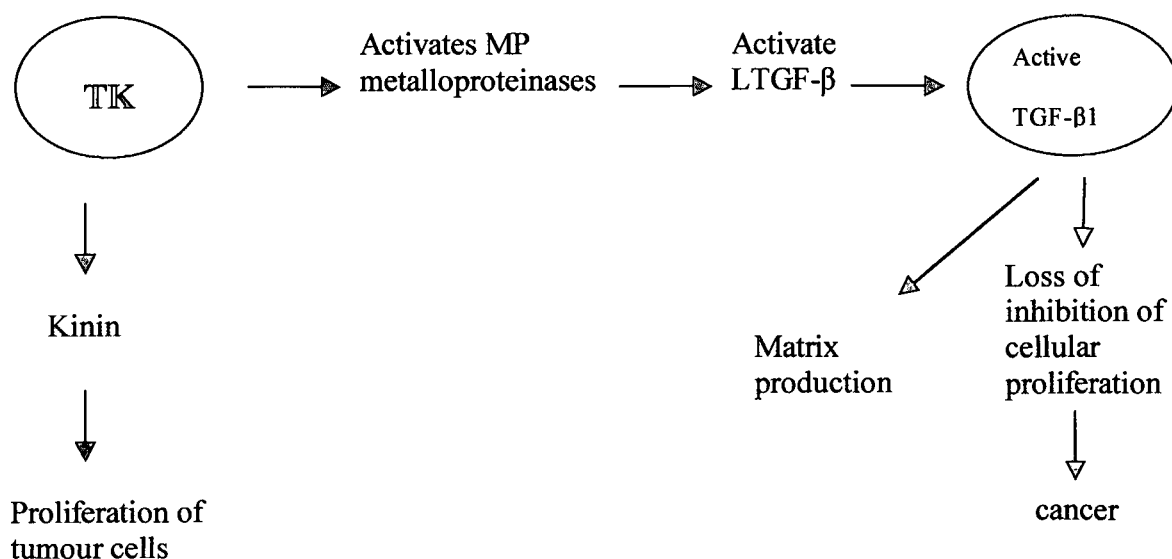 TK
Activates MP
metalloproteinases
Activate
LTGF-β
Active
TGF-β1
Kinin
Proliferation of
tumour cells
Matrix
production
Loss of
inhibition of
cellular
proliferation
cancer